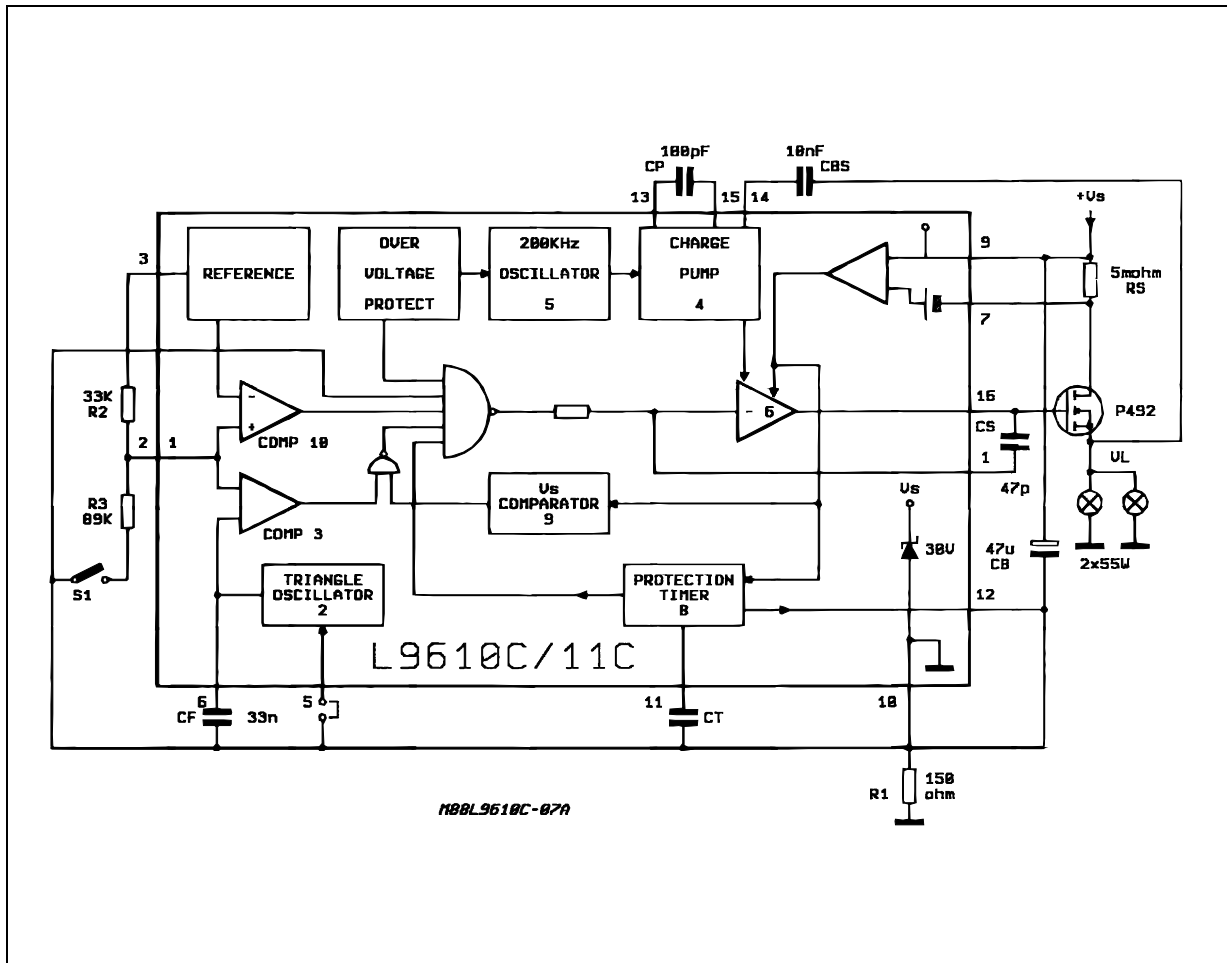 100pF
CP
10nF
CBS
13
15
14
+Vs
3
REFERENCE
OVER
VOLTAGE
PROTECT
200KHz
OSCILLATOR
5
CHARGE
PUMP
4
9
5mohm
RS
7
33K
R2
-
+
COMP 10
- 6
16
P492
CS
2
1
1
47p
VL
R3
89K
COMP 3
Vs
COMPARATOR
9
Vs
30V
47u
CB
2x55W
S1
TRIANGLE
OSCILLATOR
2
PROTECTION
TIMER
8
12
L9610C/11C
6
CF
33n
5
11
CT
10
R1
150
ohm
M88L9610C-07A